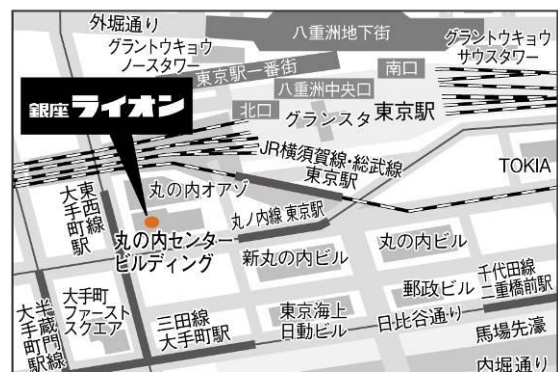 外堀通り
八重洲地下街
グラントウキョウ
ノースタワー
グラントウキョウ
サウスタワー
東京駅一番街
南口
八重洲中央口
北口
グランスタ
東京駅
銀座ライオン
JR横須賀線・総武線
東京駅
TOKIA
東西線
大手町駅
丸の内オアゾ
丸ノ内線 東京駅
丸の内センター
ビルディング
新丸の内ビル
丸の内ビル
千代田線
二重橋前駅
大手町
ファースト
スクエア
半蔵門線
大手町駅
三田線
大手町駅
東京海上
日動ビル
郵政ビル
日比谷通り
馬場先濠
内堀通り